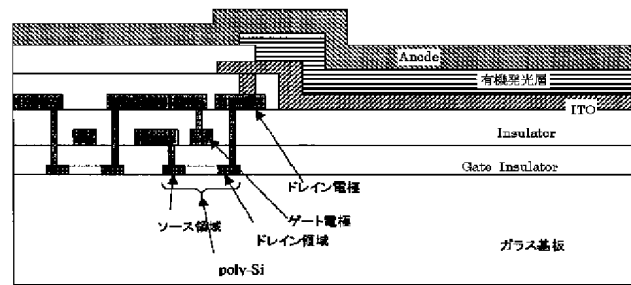 Anode
有機発光層
ITO
Insulator
Gate Insulator
ドレイン電極
ゲート電極
ソース領域
ドレイン領域
ガラス基板
poly-Si